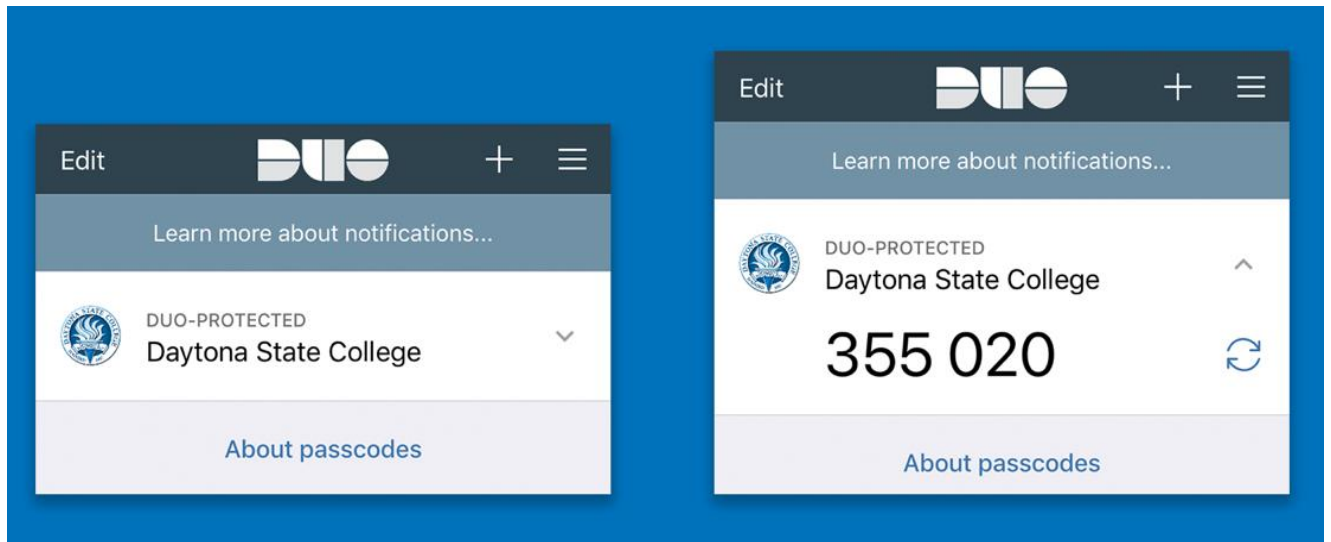 Edit
DUO
Learn more about notifications...
DUO-PROTECTED
Daytona State College
About passcodes
Edit
DUO
Learn more about notifications...
DUO-PROTECTED
Daytona State College
355 020
About passcodes